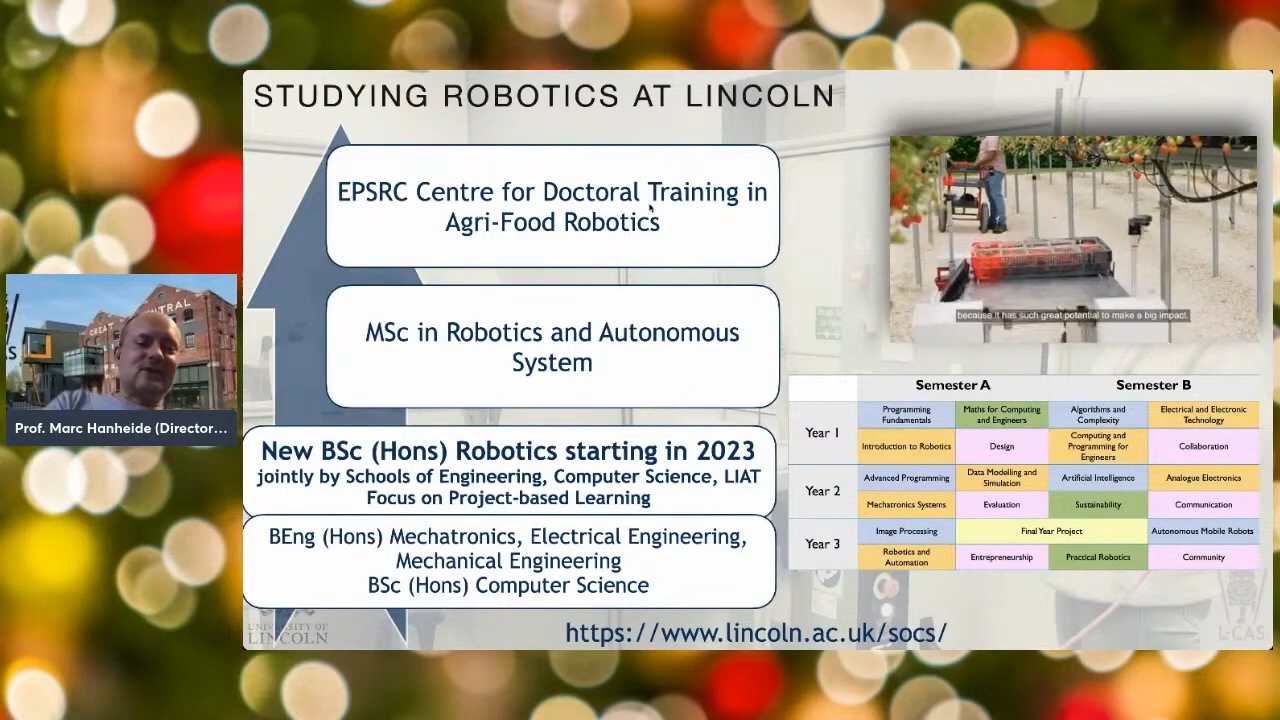 STUDYING ROBOTICS AT LINCOLN
EPSRC Centre for Doctoral Training in
Agri-Food Robotics
MSc in Robotics and Autonomous
System
New BSc (Hons) Robotics starting in 2023
jointly by Schools of Engineering, Computer Science, LIAT
Focus on Project-based Learning
BEng (Hons) Mechatronics, Electrical Engineering,
Mechanical Engineering
BSc (Hons) Computer Science
https://www.lincoln.ac.uk/socs/
UNIVERSITY OF
LINCOLN
because it has such great potential to make a big impact.
Semester A
Semester B
Year 1
Programming
Fundamentals
Maths for Computing
and Engineers
Algorithms and
Complexity
Electrical and Electronic
Technology
Introduction to Robotics
Design
Computing and
Programming for
Engineers
Collaboration
Year 2
Advanced Programming
Data Modelling and
Simulation
Artificial Intelligence
Analogue Electronics
Mechatronics Systems
Evaluation
Sustainability
Communication
Year 3
Image Processing
Final Year Project
Autonomous Mobile Robots
Robotics and
Automation
Entrepreneurship
Practical Robotics
Community
L-CAS
GREAT CENTRAL
Prof. Marc Hanheide (Director...